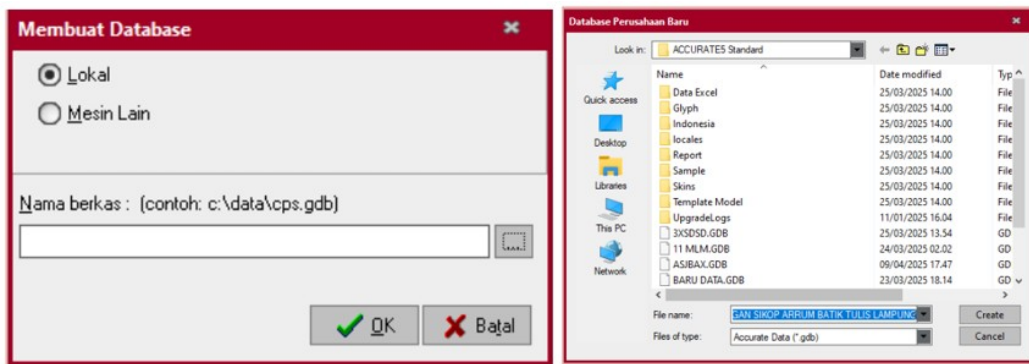 Membuat Database
Lokal
Mesin Lain
Nama berkas : (contoh: c:\data\cps.gdb)
...
OK
Batal
Database Perusahaan Baru
Look in: ACCURATE5 Standard
Quick access
Desktop
Libraries
This PC
Network
Name Date modified Typ
Data Excel 25/03/2025 14.00 File
Glyph 25/03/2025 14.00 File
Indonesia 25/03/2025 14.00 File
locales 25/03/2025 14.00 File
Report 25/03/2025 14.00 File
Sample 25/03/2025 14.00 File
Skins 25/03/2025 14.00 File
Template Model 25/03/2025 14.00 File
UpgradeLogs 11/01/2025 16.04 File
3XSDSD.GDB 25/03/2025 13.54 GD
11 MLM.GDB 24/03/2025 02.02 GD
ASJBAX.GDB 09/04/2025 17.47 GD
BARU DATA.GDB 23/03/2025 18.14 GD
File name: GAN SIKOP ARRUM BATIK TULIS LAMPUNG Create
Files of type: Accurate Data (*.gdb) Cancel